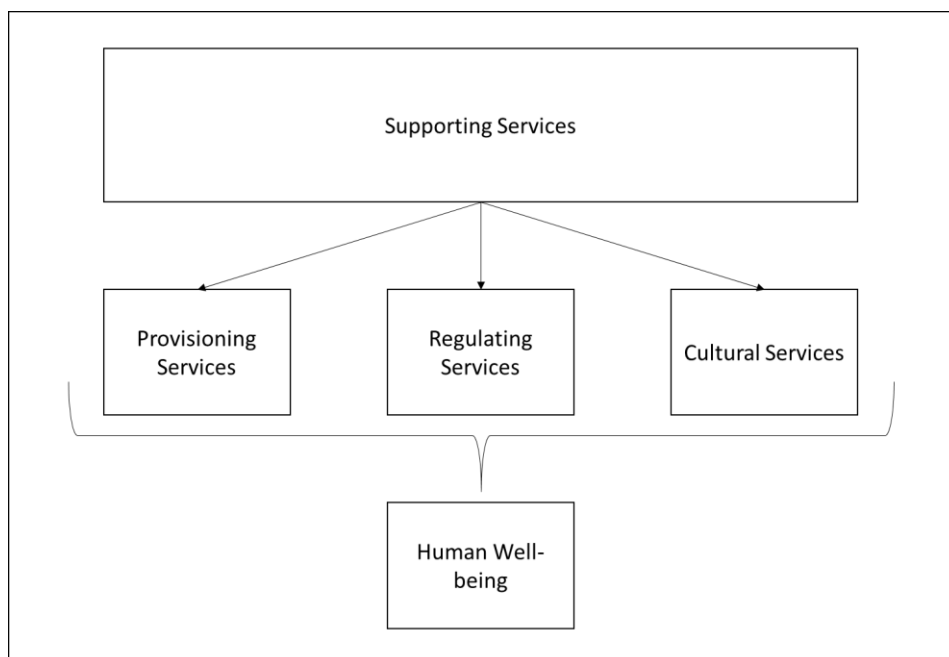 Supporting Services
Provisioning
Services
Regulating
Services
Cultural Services
Human Well-
being